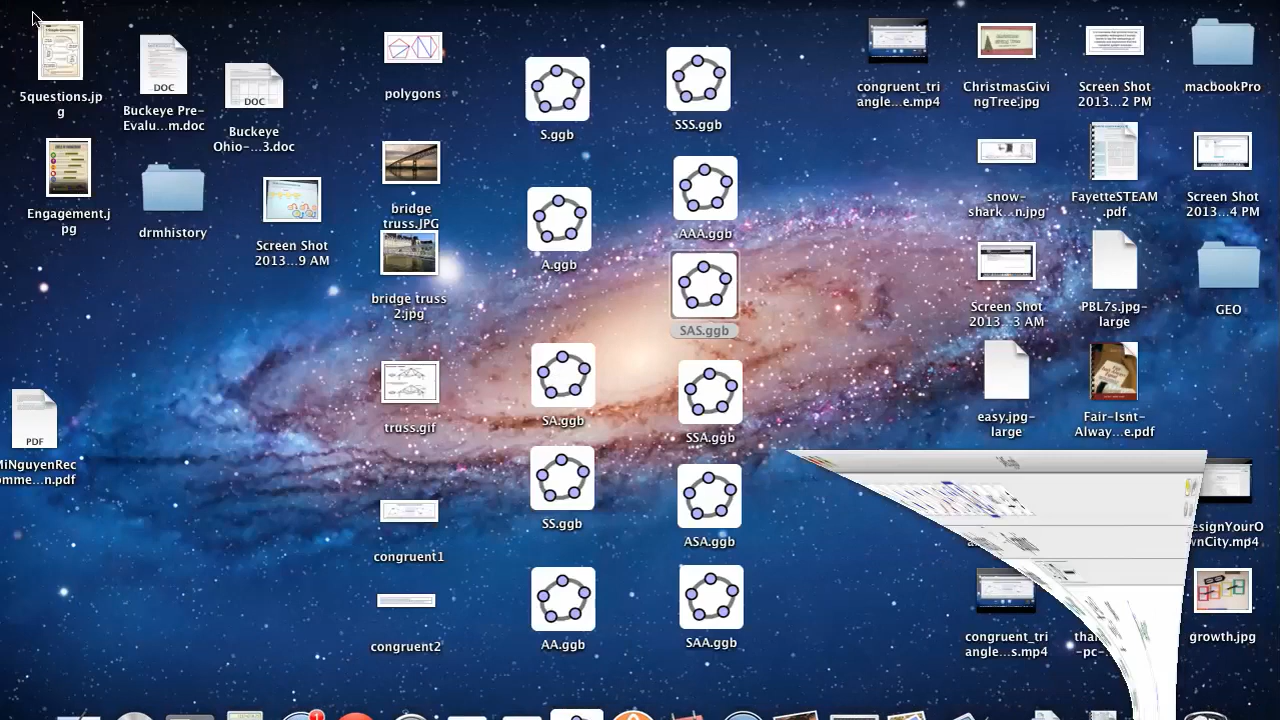 5questions.jp
g
Buckeye Pre-
Evalu...m.doc
DOC
Buckeye
Ohio-...3.doc
DOC
Engagement.j
pg
drmhistory
Screen Shot
2013...9 AM
PDF
MiNguyenRec
omme...n.pdf
polygons
bridge
truss.JPG
bridge truss
2.jpg
truss.gif
congruent1
congruent2
S.ggb
A.ggb
SA.ggb
SS.ggb
AA.ggb
SSS.ggb
AAA.ggb
SAS.ggb
SSA.ggb
ASA.ggb
SAA.ggb
congruent_tri
angle...e.mp4
ChristmasGivi
ngTree.jpg
Screen Shot
2013...2 PM
macbookPro
snow-
shark...n.jpg
FayetteSTEAM
.pdf
Screen Shot
2013...4 PM
Screen Shot
2013...3 AM
PBL7s.jpg-
large
GEO
easy.jpg-
large
Fair-Isnt-
Alway...e.pdf
esignYourO
wnCity.mp4
congruent_tri
angle...s.mp4
-pc-
growth.jpg
1